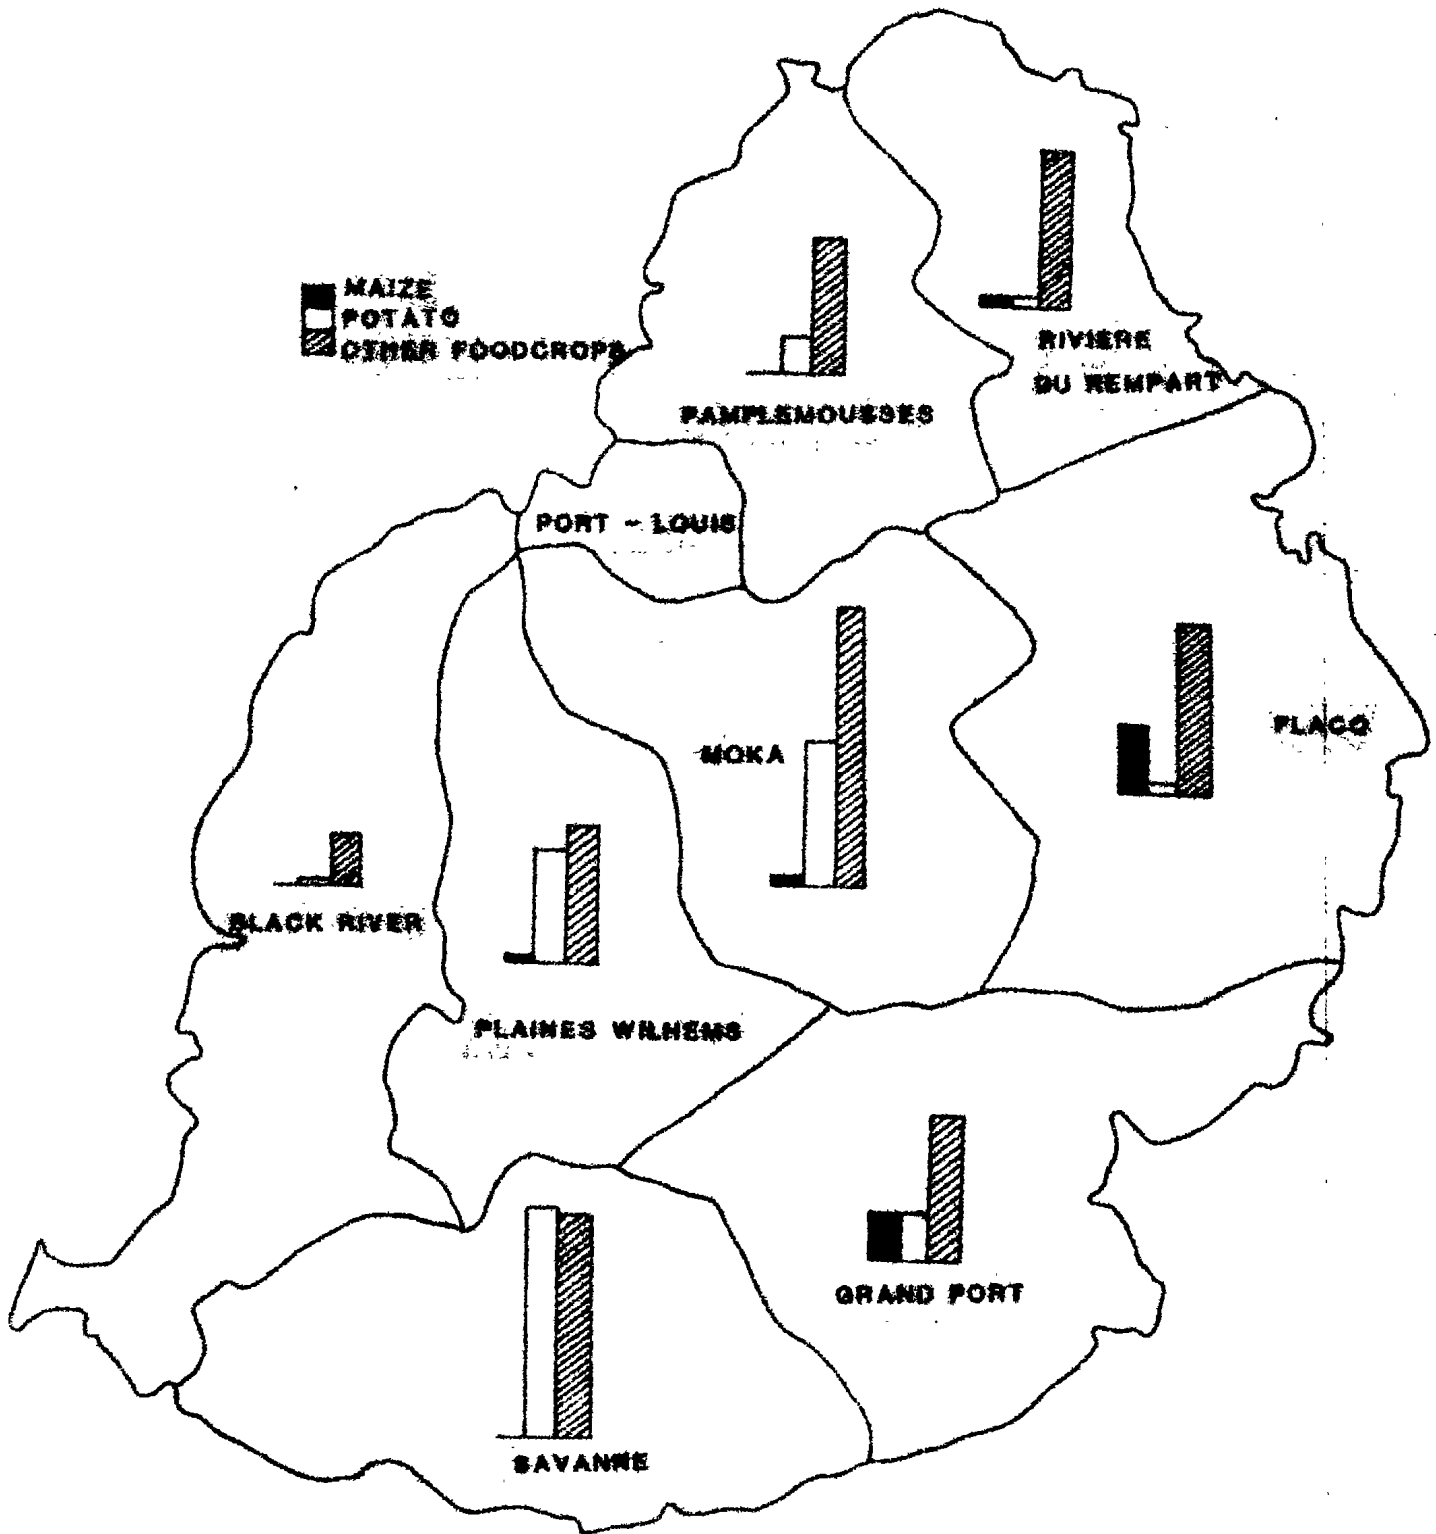 MAIZE
POTATO
OTHER FOODCROPS
RIVIERE
DU REMPART
PAMPLEMOUSSES
PORT - LOUIS
FLACQ
MOKA
BLACK RIVER
PLAINES WILHEMS
GRAND PORT
SAVANNE